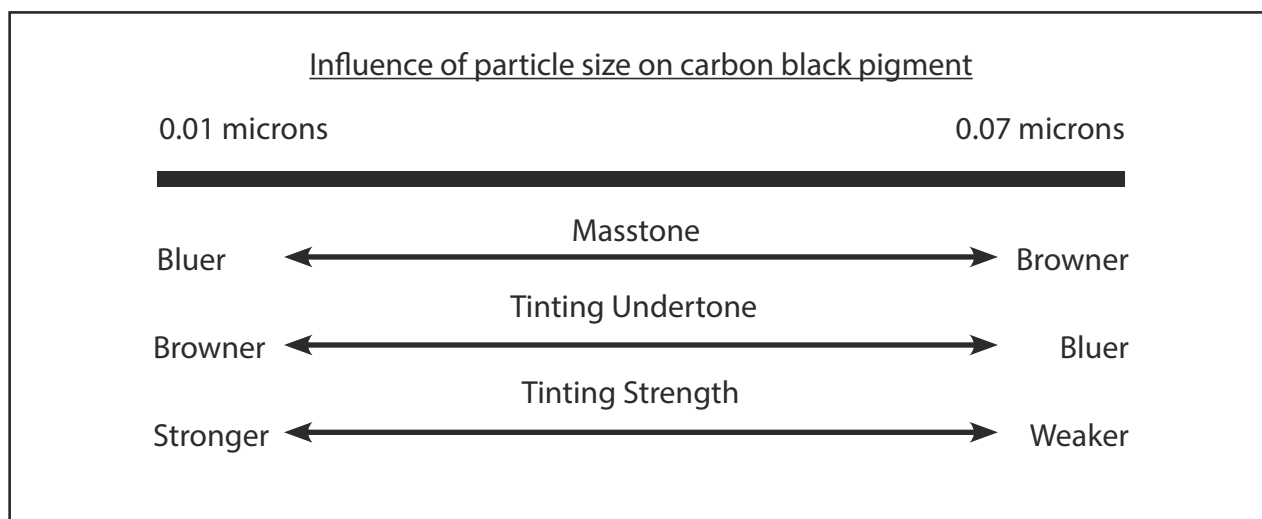 Influence of particle size on carbon black pigment
0.01 microns 0.07 microns
Masstone
Bluer Browner
Tinting Undertone
Browner Bluer
Tinting Strength
Stronger Weaker